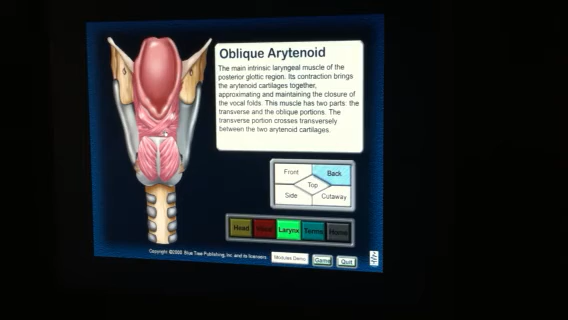 Oblique Arytenoid
The main intrinsic laryngeal muscle of the
posterior glottic region. Its contraction brings
the arytenoid cartilages together,
approximating and maintaining the closure of
the vocal folds. This muscle has two parts: the
transverse and the oblique portions. The
transverse portion crosses transversely
between the two arytenoid cartilages.
Front
Back
Top
Side
Cutaway
Head
Larynx
Terms
Home
Copyright ©2000 Blue Tree Publishing, Inc. and its licensors.
Modules Demo
Game
Quit